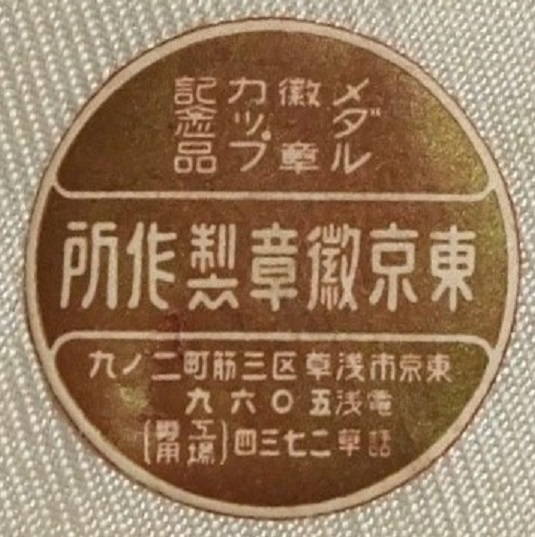 メダル
徽章
カップ
記念品
東京徽章製作所
東京市浅草区三筋町二ノ九
電話浅草
五〇六九
二七三四（工場専用）